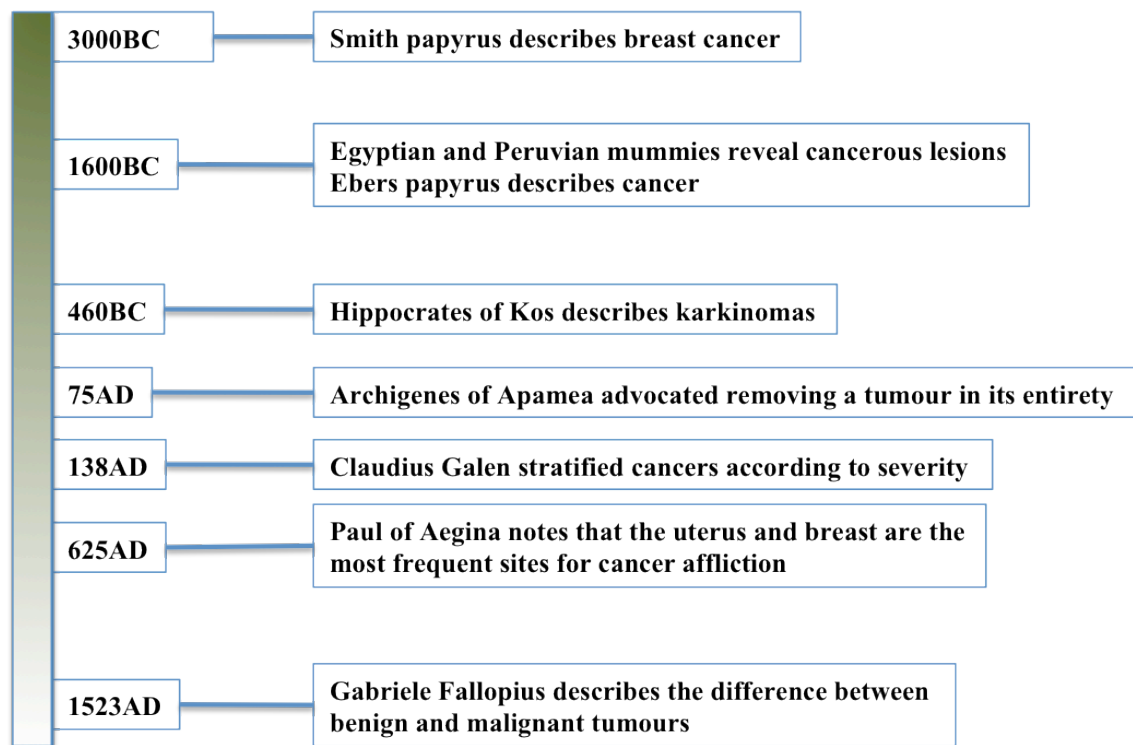 3000BC
Smith papyrus describes breast cancer
1600BC
Egyptian and Peruvian mummies reveal cancerous lesions
Ebers papyrus describes cancer
460BC
Hippocrates of Kos describes karkinomas
75AD
Archigenes of Apamea advocated removing a tumour in its entirety
138AD
Claudius Galen stratified cancers according to severity
625AD
Paul of Aegina notes that the uterus and breast are the
most frequent sites for cancer affliction
1523AD
Gabriele Fallopius describes the difference between
benign and malignant tumours